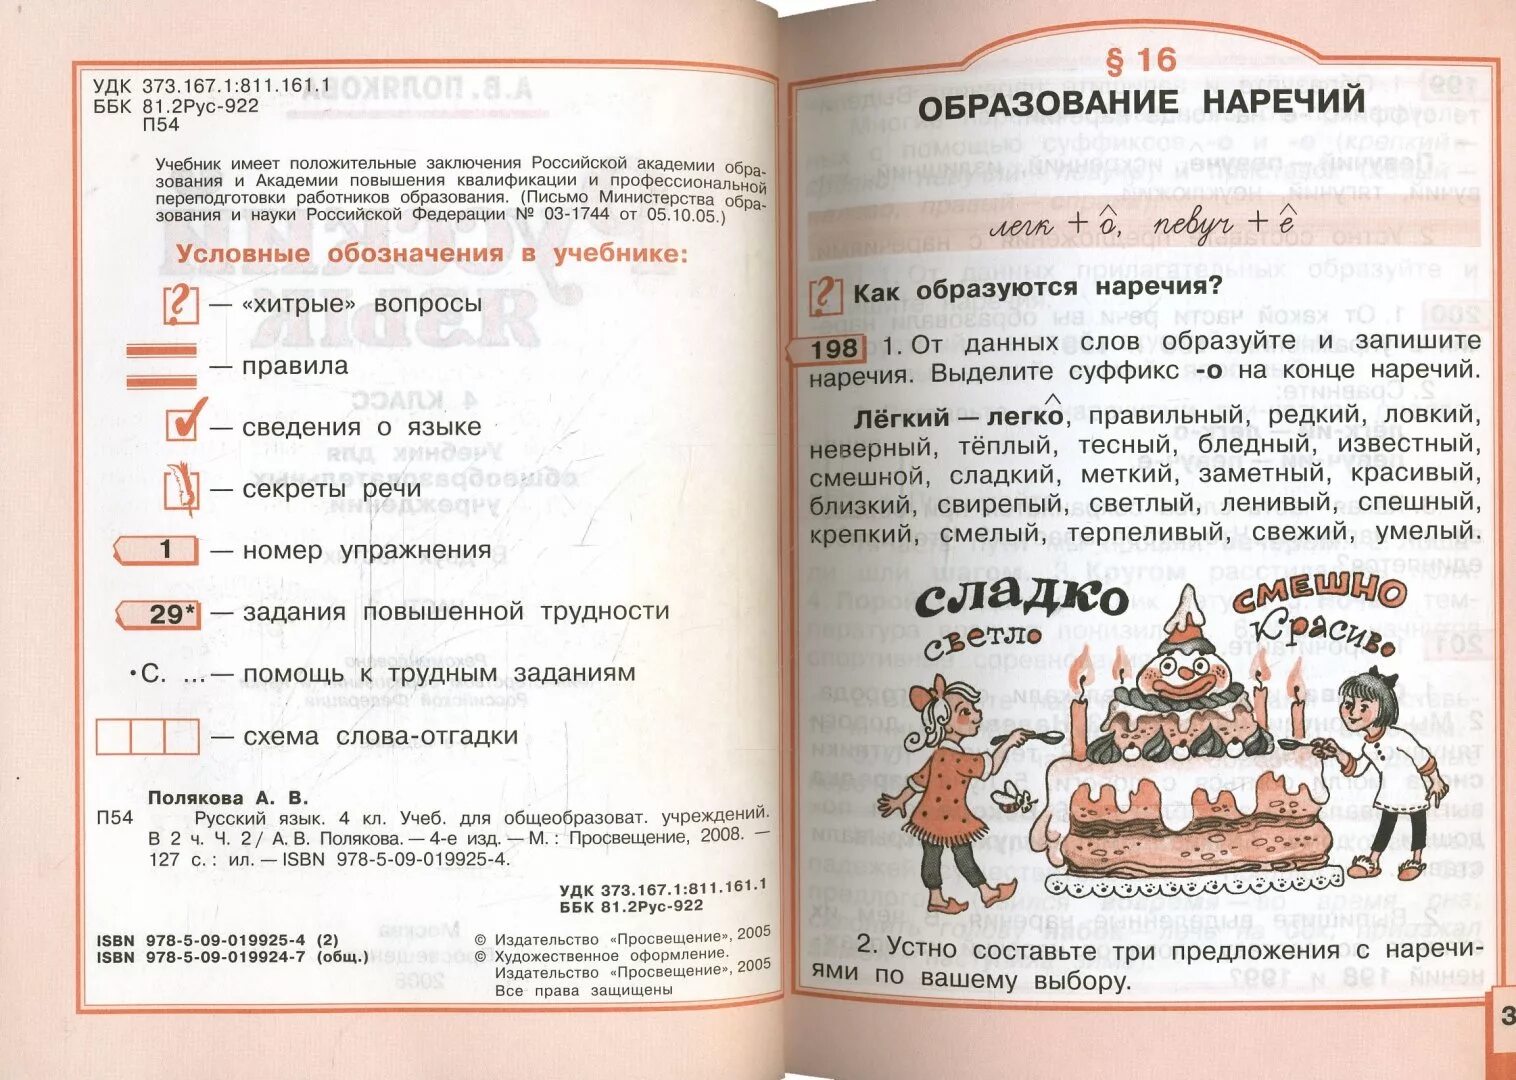 УДК 373.167.1:811.161.1
ББК 81.2Рус-922
П54
Учебник имеет положительные заключения Российской академии обра-
зования и Академии повышения квалификации и профессиональной
переподготовки работников образования. (Письмо Министерства обра-
зования и науки Российской Федерации № 03-1744 от 05.10.05.)
Условные обозначения в учебнике:
? — «хитрые» вопросы
— правила
— сведения о языке
— секреты речи
1 — номер упражнения
29* — задания повышенной трудности
•С. ...— помощь к трудным заданиям
— схема слова-отгадки
Полякова А. В.
П54 Русский язык. 4 кл. Учеб. для общеобразоват. учреждений.
В 2 ч. Ч. 2 / А. В. Полякова. — 4-е изд. — М. : Просвещение, 2008. —
127 с. : ил. — ISBN 978-5-09-019925-4.
УДК 373.167.1:811.161.1
ББК 81.2Рус-922
ISBN 978-5-09-019925-4 (2)
ISBN 978-5-09-019924-7 (общ.)
© Издательство «Просвещение», 2005
© Художественное оформление.
Издательство «Просвещение», 2005
Все права защищены
§ 16
ОБРАЗОВАНИЕ НАРЕЧИЙ
легк + о, певуч + е
? Как образуются наречия?
198 1. От данных слов образуйте и запишите
наречия. Выделите суффикс -о на конце наречий.
Лёгкий — легко, правильный, редкий, ловкий,
неверный, тёплый, тесный, бледный, известный,
смешной, сладкий, меткий, заметный, красивый,
близкий, свирепый, светлый, ленивый, спешный,
крепкий, смелый, терпеливый, свежий, умелый.
сладко
светло
смешно
Красиво
2. Устно составьте три предложения с наречи-
ями по вашему выбору.
3